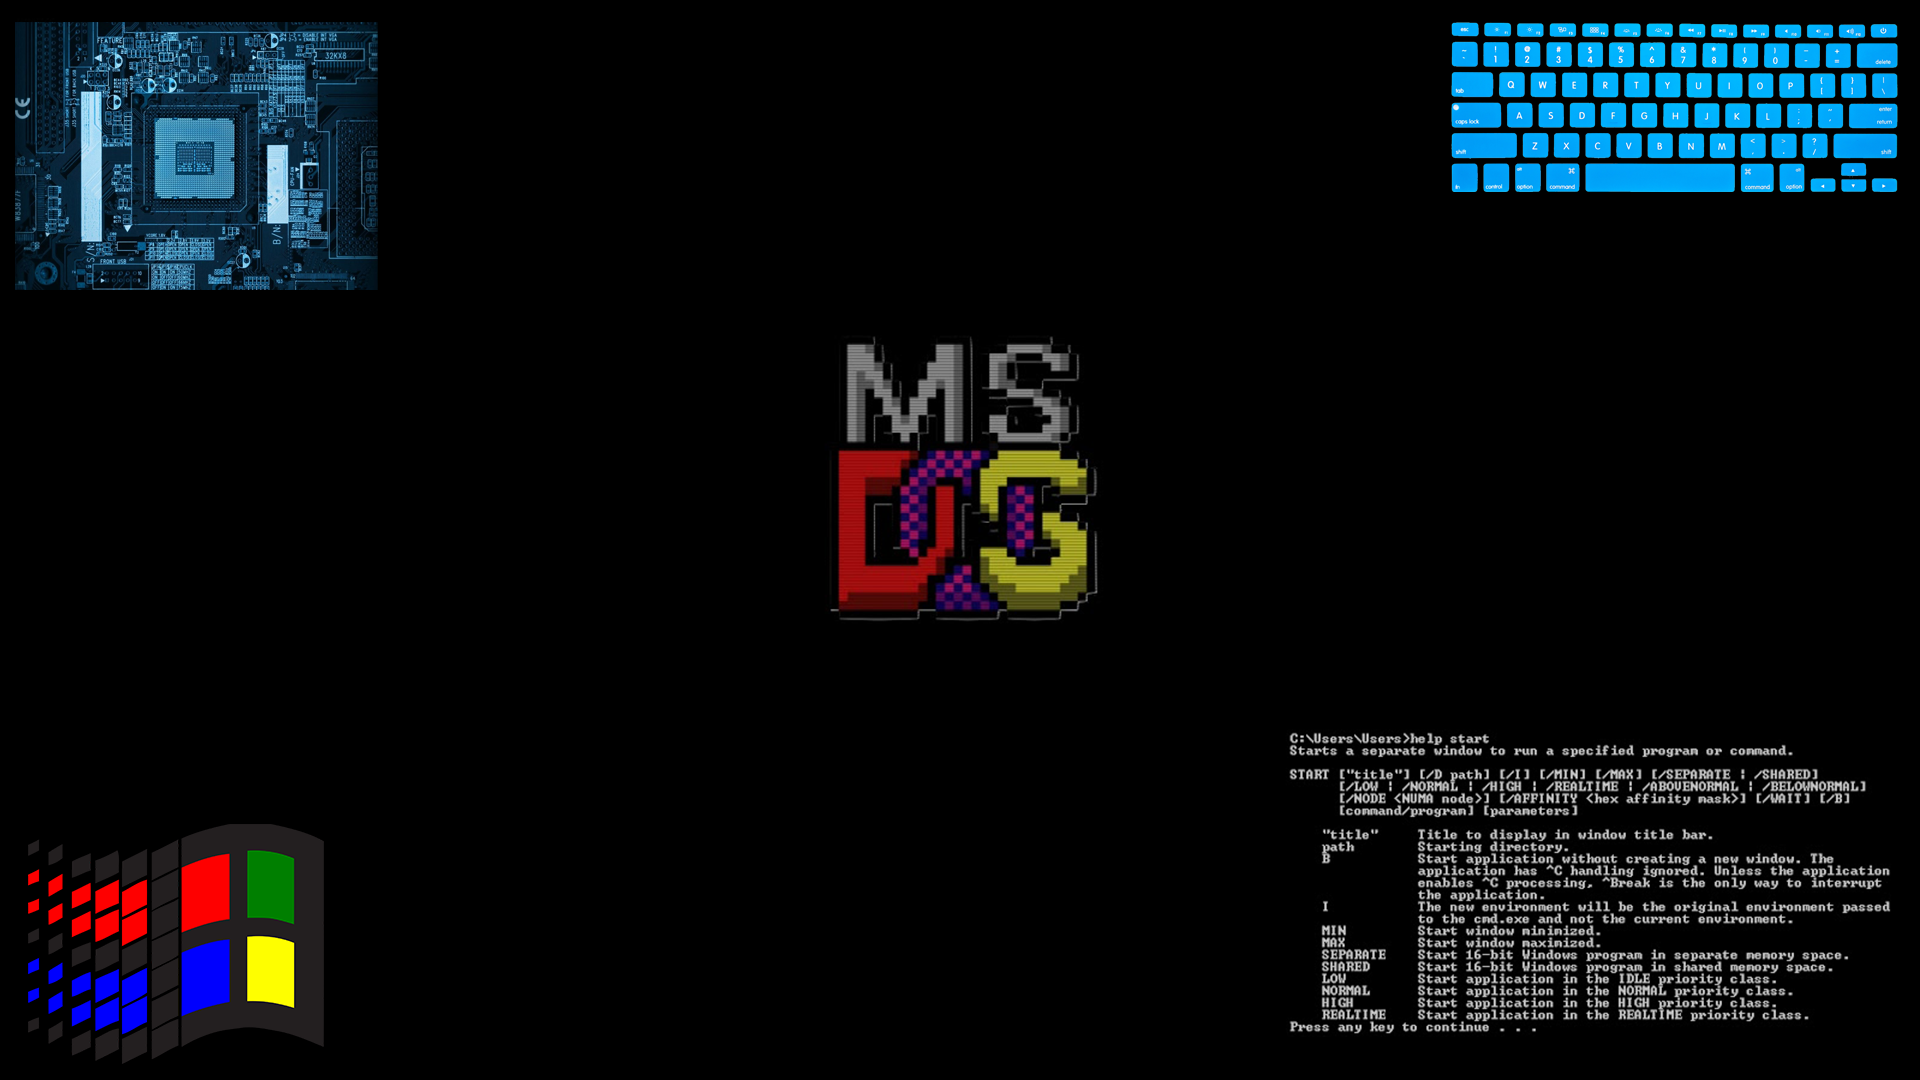 FEATURE
32KX8
CE
W83877F
S/N:
B/N:
FRONT USB
esc
~ ! @ # $ % ^ & * ( ) - +
1 2 3 4 5 6 7 8 9 0 - = delete
tab Q W E R T Y U I O P
caps lock A S D F G H J K L enter
return
shift Z X C V B N M < > ? / shift
fn control option command command option
MS
DOS
C:\Users\Users>help start
Starts a separate window to run a specified program or command.
START ["title"] [/D path] [/I] [/MIN] [/MAX] [/SEPARATE ¦ /SHARED]
[/LOW ¦ /NORMAL ¦ /HIGH ¦ /REALTIME ¦ /ABOVENORMAL ¦ /BELOWNORMAL]
[/NODE <NUMA node>] [/AFFINITY <hex affinity mask>] [/WAIT] [/B]
[command/program] [parameters]
"title" Title to display in window title bar.
path Starting directory.
B Start application without creating a new window. The
application has ^C handling ignored. Unless the application
enables ^C processing, ^Break is the only way to interrupt
the application.
I The new environment will be the original environment passed
to the cmd.exe and not the current environment.
MIN Start window minimized.
MAX Start window maximized.
SEPARATE Start 16-bit Windows program in separate memory space.
SHARED Start 16-bit Windows program in shared memory space.
LOW Start application in the IDLE priority class.
NORMAL Start application in the NORMAL priority class.
HIGH Start application in the HIGH priority class.
REALTIME Start application in the REALTIME priority class.
Press any key to continue . . .